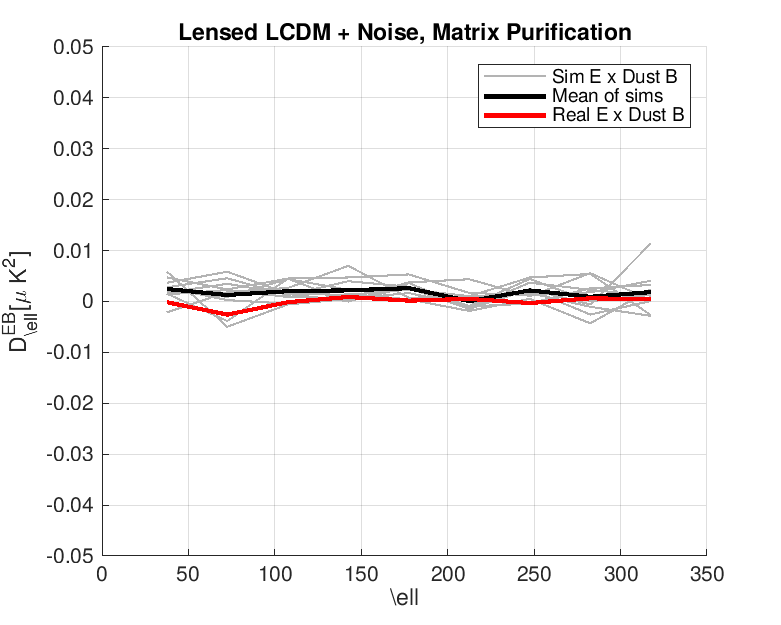 Lensed LCDM + Noise, Matrix Purification
Sim E x Dust B
Mean of sims
Real E x Dust B
D_{\ell}^{EB}[μ K^2]
0.05
0.04
0.03
0.02
0.01
0
-0.01
-0.02
-0.03
-0.04
-0.05
0 50 100 150 200 250 300 350
\ell